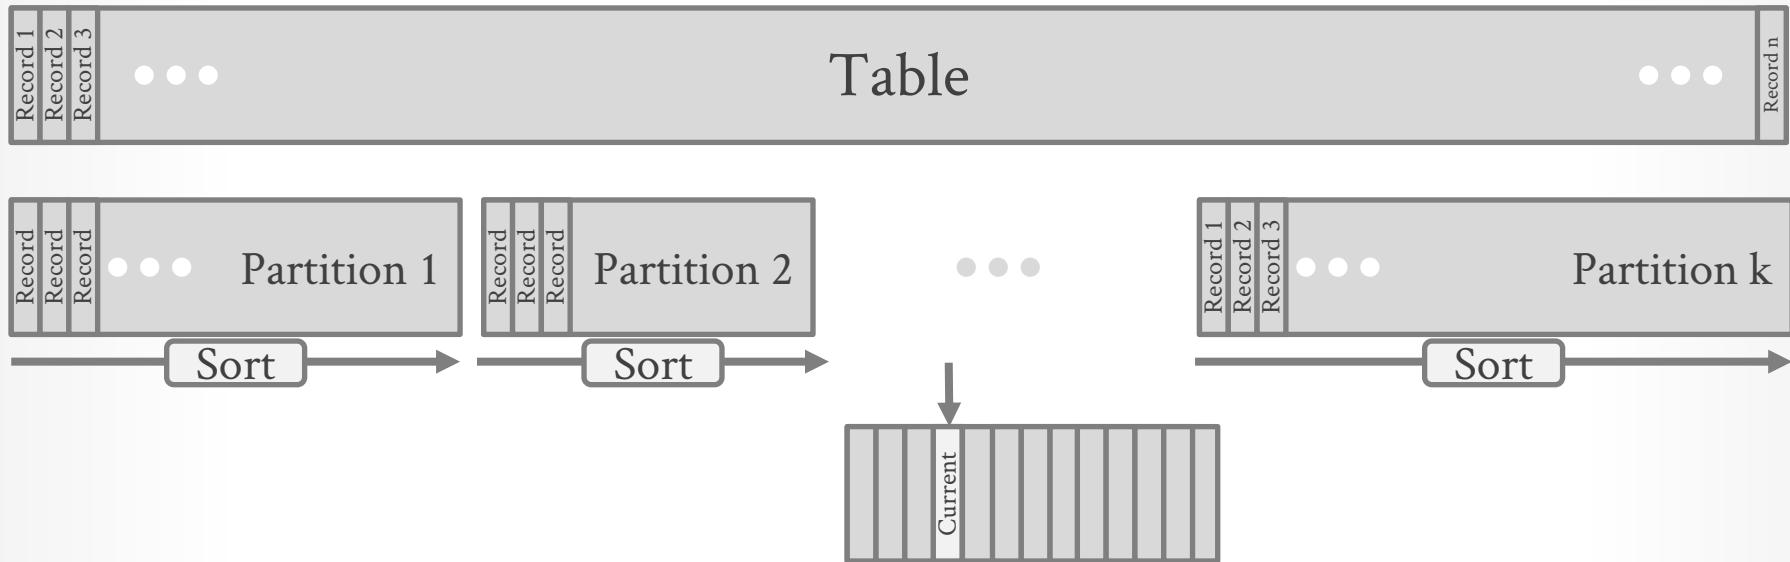 Record 1
Record 2
Record 3
Table
Record n
Record
Record
Record
Partition 1
Record
Record
Record
Partition 2
Record 1
Record 2
Record 3
Partition k
Sort
Sort
Sort
Current